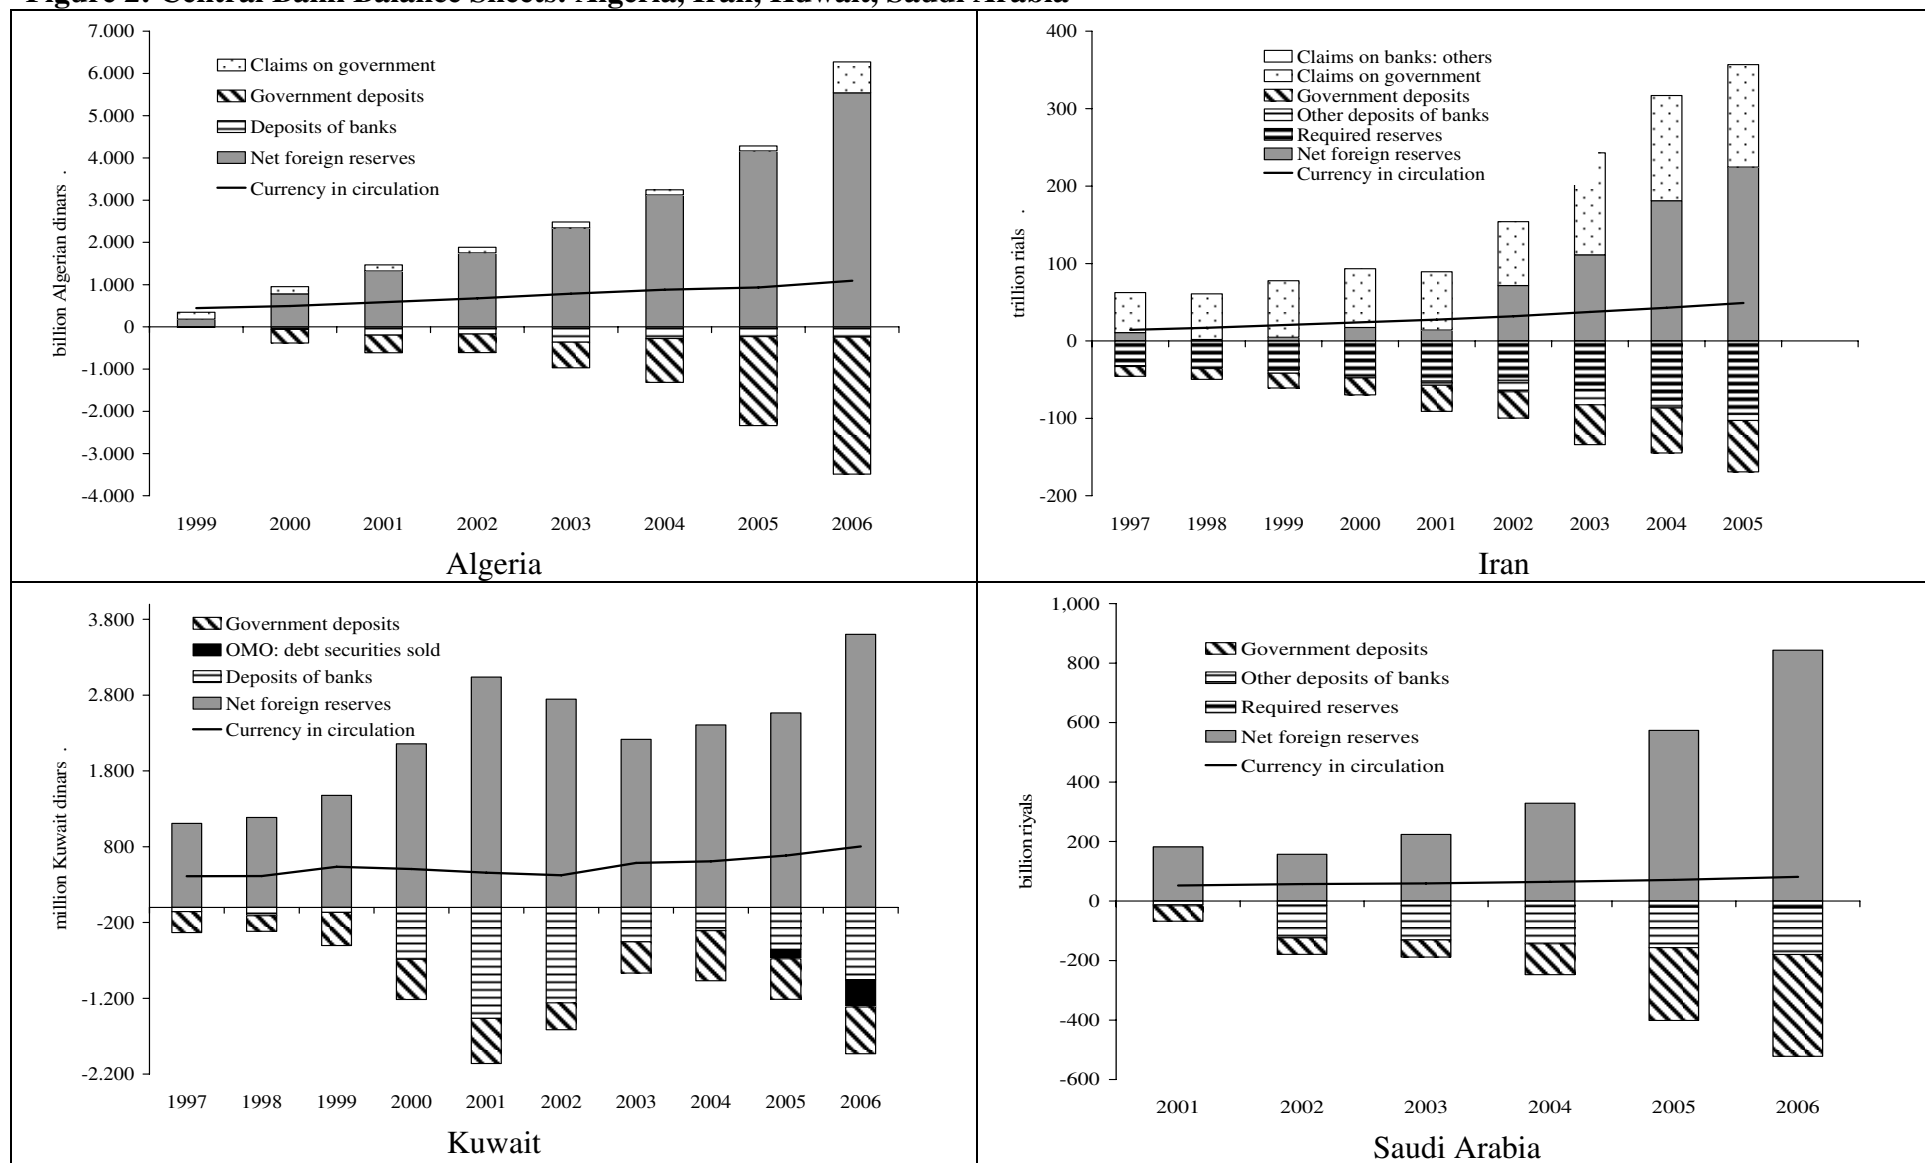 Figure 2: Central Bank Balance Sheets: Algeria, Iran, Kuwait, Saudi Arabia
7.000
6.000
5.000
4.000
3.000
2.000
1.000
0
-1.000
-2.000
-3.000
-4.000
billion Algerian dinars .
Claims on government
Government deposits
Deposits of banks
Net foreign reserves
Currency in circulation
1999 2000 2001 2002 2003 2004 2005 2006
Algeria
400
300
200
100
0
-100
-200
trillion rials .
Claims on banks: others
Claims on government
Government deposits
Other deposits of banks
Required reserves
Net foreign reserves
Currency in circulation
1997 1998 1999 2000 2001 2002 2003 2004 2005
Iran
3.800
2.800
1.800
800
-200
-1.200
-2.200
million Kuwait dinars .
Government deposits
OMO: debt securities sold
Deposits of banks
Net foreign reserves
Currency in circulation
1997 1998 1999 2000 2001 2002 2003 2004 2005 2006
Kuwait
1,000
800
600
400
200
0
-200
-400
-600
billion riyals
Government deposits
Other deposits of banks
Required reserves
Net foreign reserves
Currency in circulation
2001 2002 2003 2004 2005 2006
Saudi Arabia